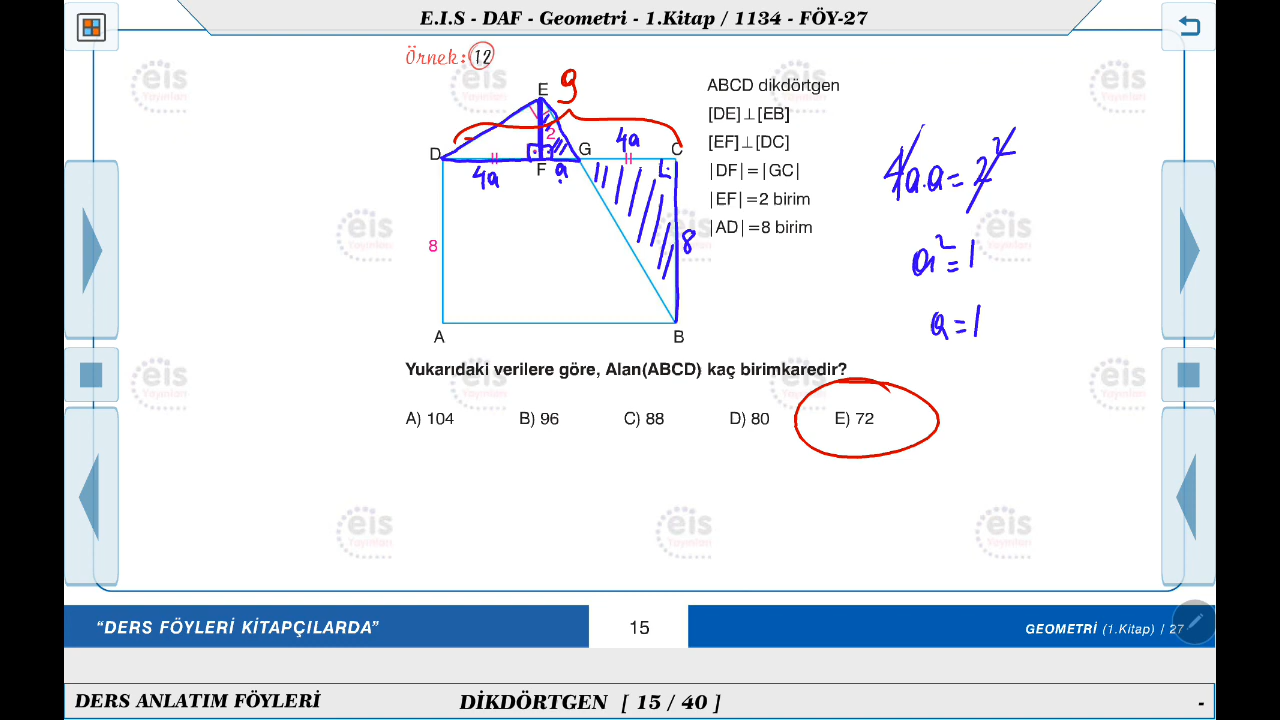 E.I.S - DAF - Geometri - 1.Kitap / 1134 - FÖY-27
Örnek: 12
9
E
2
4a
D
F
G
C
4a
a
8
8
A
B
ABCD dikdörtgen
[DE]⊥[EB]
[EF]⊥[DC]
|DF|=|GC|
|EF|=2 birim
|AD|=8 birim
4a.a=2²
a²=1
a=1
Yukarıdaki verilere göre, Alan(ABCD) kaç birimkaredir?
A) 104 B) 96 C) 88 D) 80 E) 72
eis Yayınları
“DERS FÖYLERİ KİTAPÇILARDA”
15
GEOMETRİ (1.Kitap) / 27
DERS ANLATIM FÖYLERİ
DİKDÖRTGEN [ 15 / 40 ]
-